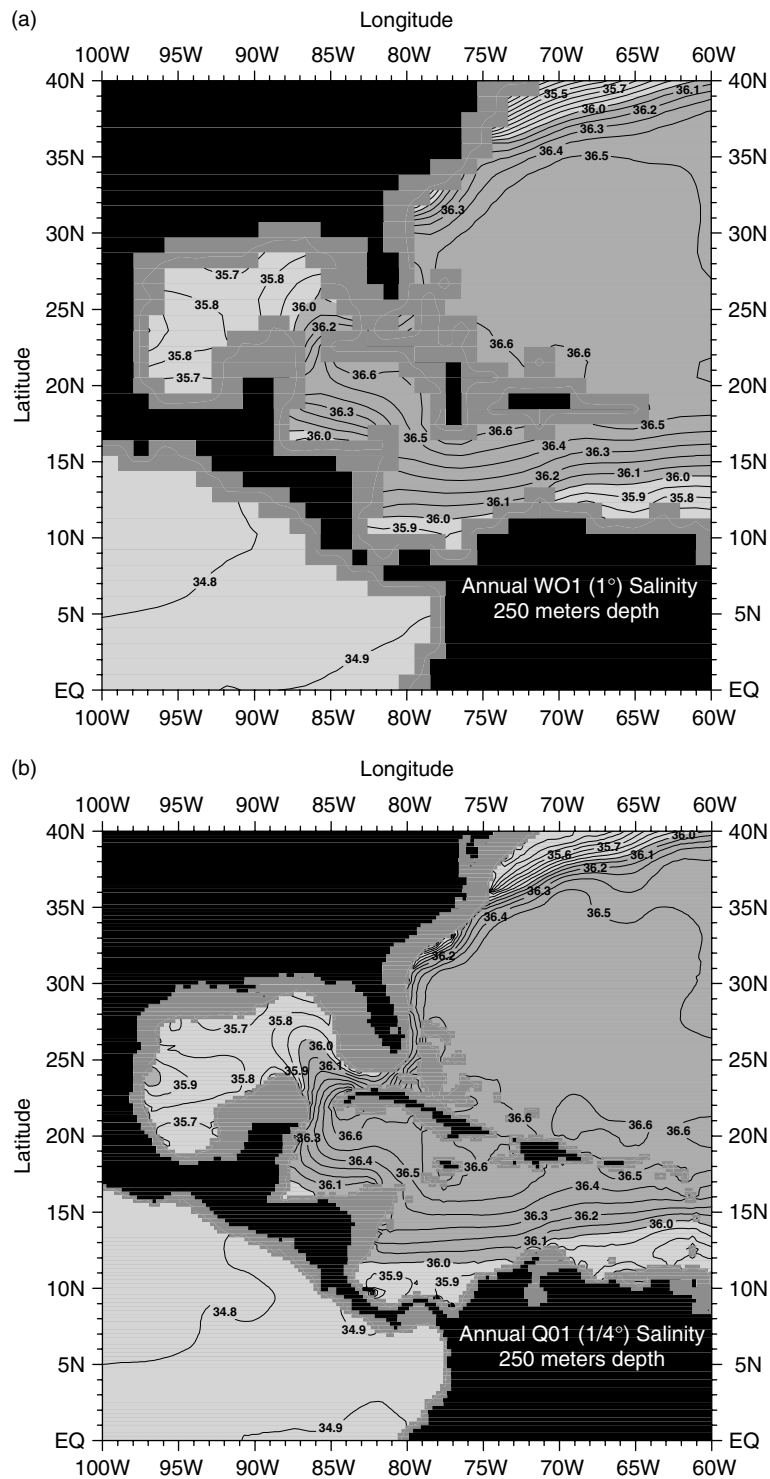 (a)
Longitude
100W 95W 90W 85W 80W 75W 70W 65W 60W
40N 40N
35.5 35.7 36.1
36.0
36.2
36.3
35N 36.4 35N
36.5
36.3
30N 30N
35.7 35.8
25N 35.8 36.0 25N
36.2
35.8 36.6 36.6
35.7 36.6
20N 20N
Latitude
36.3
36.0 36.5 36.6 36.5
36.4
15N 36.3 15N
36.2 36.1 36.0
36.1 35.9 35.8
36.0
10N 35.9 10N
34.8
Annual WO1 (1°) Salinity
250 meters depth
5N 5N
34.9
EQ EQ
100W 95W 90W 85W 80W 75W 70W 65W 60W
(b)
Longitude
100W 95W 90W 85W 80W 75W 70W 65W 60W
40N 36.0 40N
35.7
35.6 36.1
36.2
36.3
35N 36.4 36.5 35N
36.2
30N 30N
35.7 35.8
36.0
25N 36.1 25N
35.9 35.8 35.9
35.7 36.6 36.6 36.6
20N 36.3 36.6 20N
Latitude
36.4 36.5 36.6 36.5
36.1 36.4
15N 36.3 36.2 15N
36.0
36.1
36.0
35.9 35.9
10N 10N
34.8
34.9
Annual Q01 (1/4°) Salinity
250 meters depth
5N 5N
34.9
EQ EQ
100W 95W 90W 85W 80W 75W 70W 65W 60W